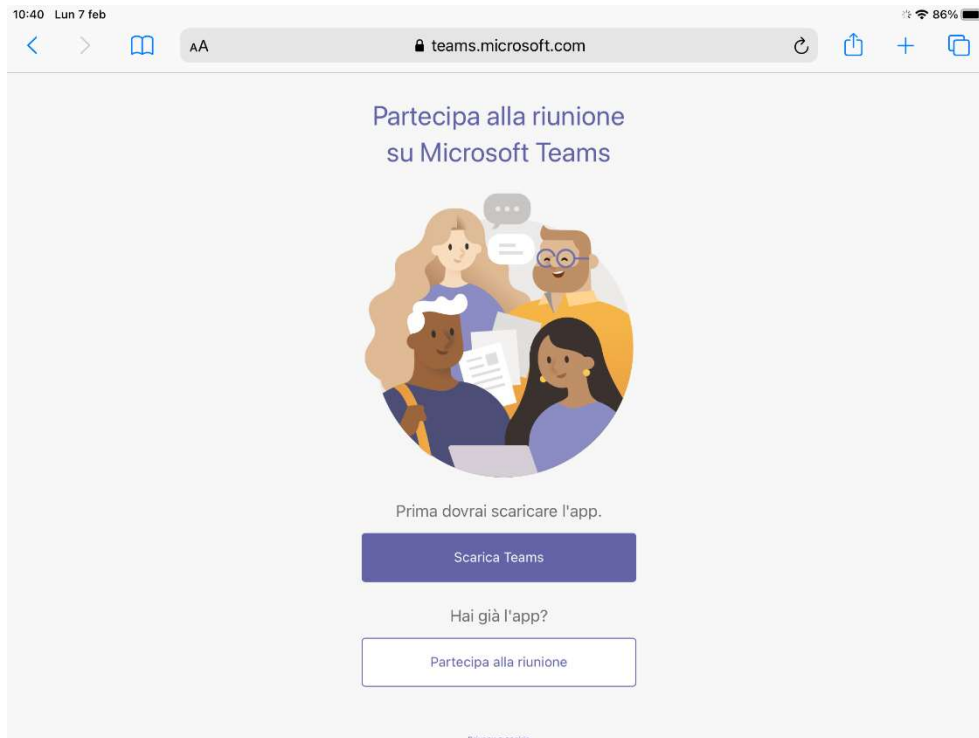 10:40 Lun 7 feb
86%
AA
teams.microsoft.com
Partecipa alla riunione
su Microsoft Teams
Prima dovrai scaricare l'app.
Scarica Teams
Hai già l'app?
Partecipa alla riunione